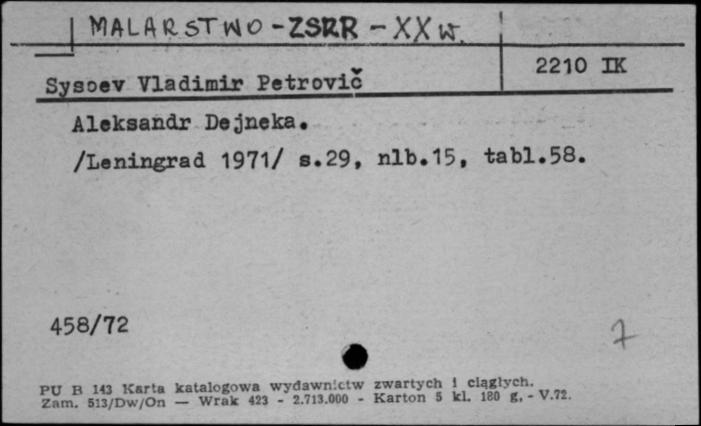 MALARSTWO-ZSRR-XX w.
Sysoev Vladimir Petrovič
2210 IK
Aleksandr Dejneka.
/Leningrad 1971/ s.29, nlb.15, tabl.58.
458/72
7
PU B 143 Karta katalogowa wydawnictw zwartych i ciągłych.
Zam. 513/Dw/On — Wrak 423 - 2.713.000 - Karton 5 kl. 180 g. - V.72.